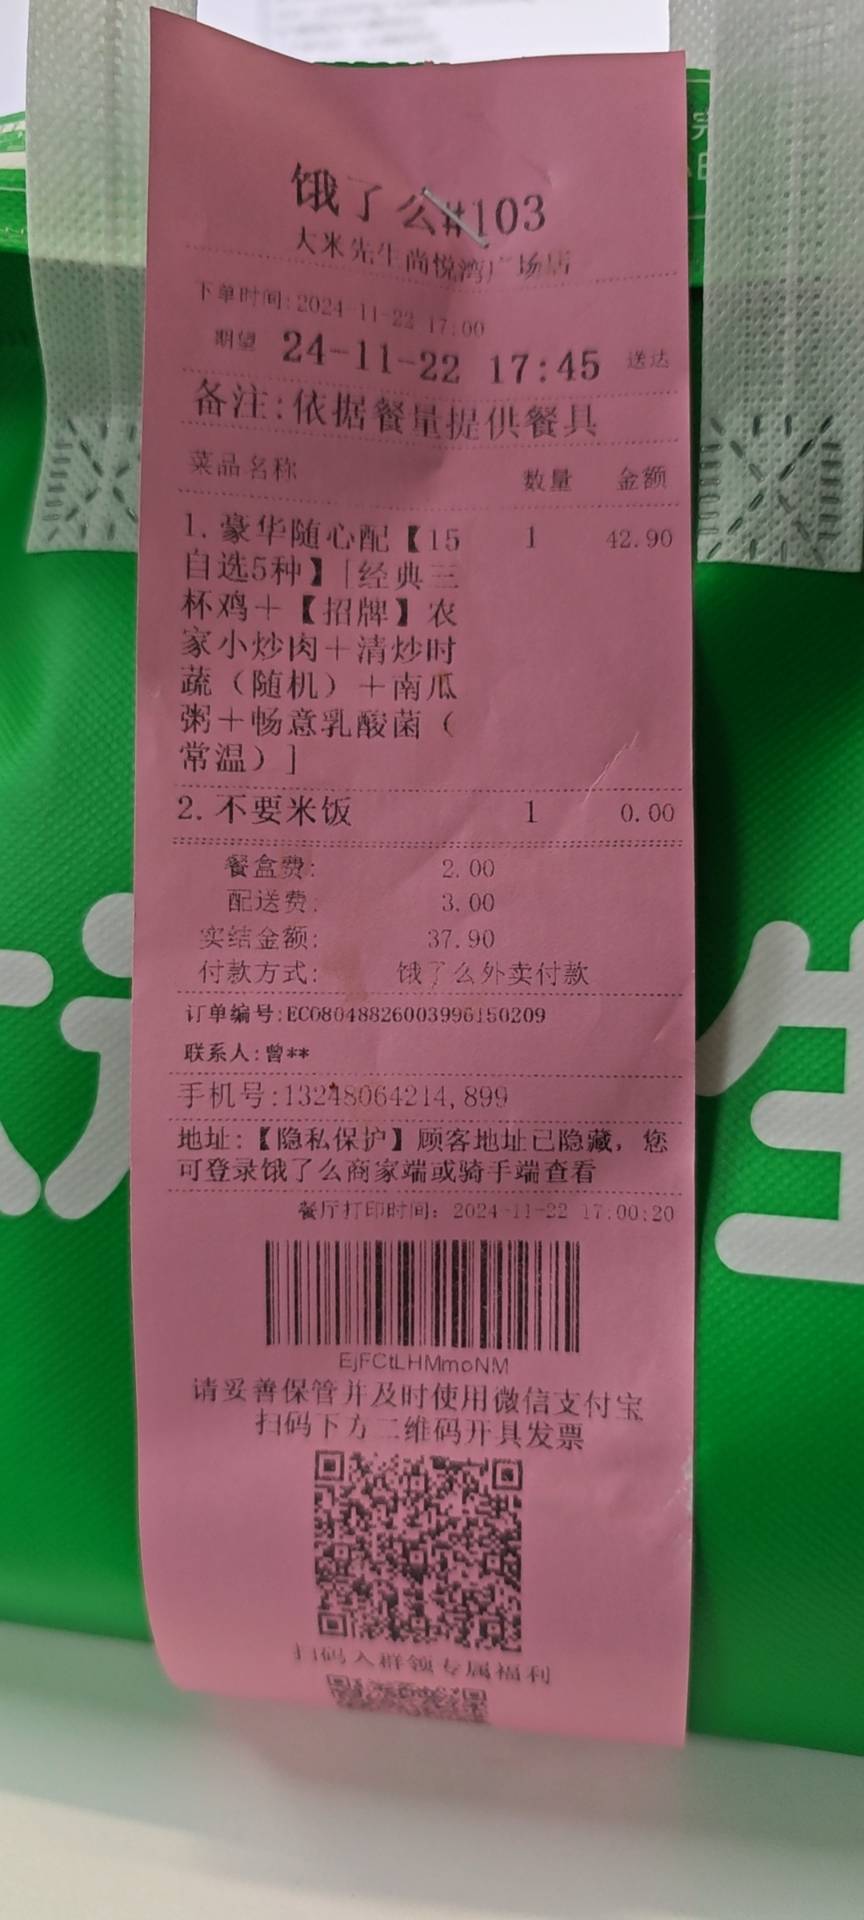 饿了么#103
大米先生尚悦湾广场店
下单时间:2024-11-22 17:00
期望 24-11-22 17:45 送达
备注:依据餐量提供餐具
菜品名称 数量 金额
1.豪华随心配【15 1 42.90
自选5种】[经典三
杯鸡+【招牌】农
家小炒肉+清炒时
蔬（随机）+南瓜
粥+畅意乳酸菌（
常温）]
2.不要米饭 1 0.00
餐盒费: 2.00
配送费: 3.00
实结金额: 37.90
付款方式: 饿了么外卖付款
订单编号:EC08048826003996150209
联系人:曾**
手机号:13248064214,899
地址:【隐私保护】顾客地址已隐藏，您
可登录饿了么商家端或骑手端查看
餐厅打印时间: 2024-11-22 17:00:20
EjFCtLHMmoNM
请妥善保管并及时使用微信支付宝
扫码下方二维码开具发票
扫码入群领专属福利
生